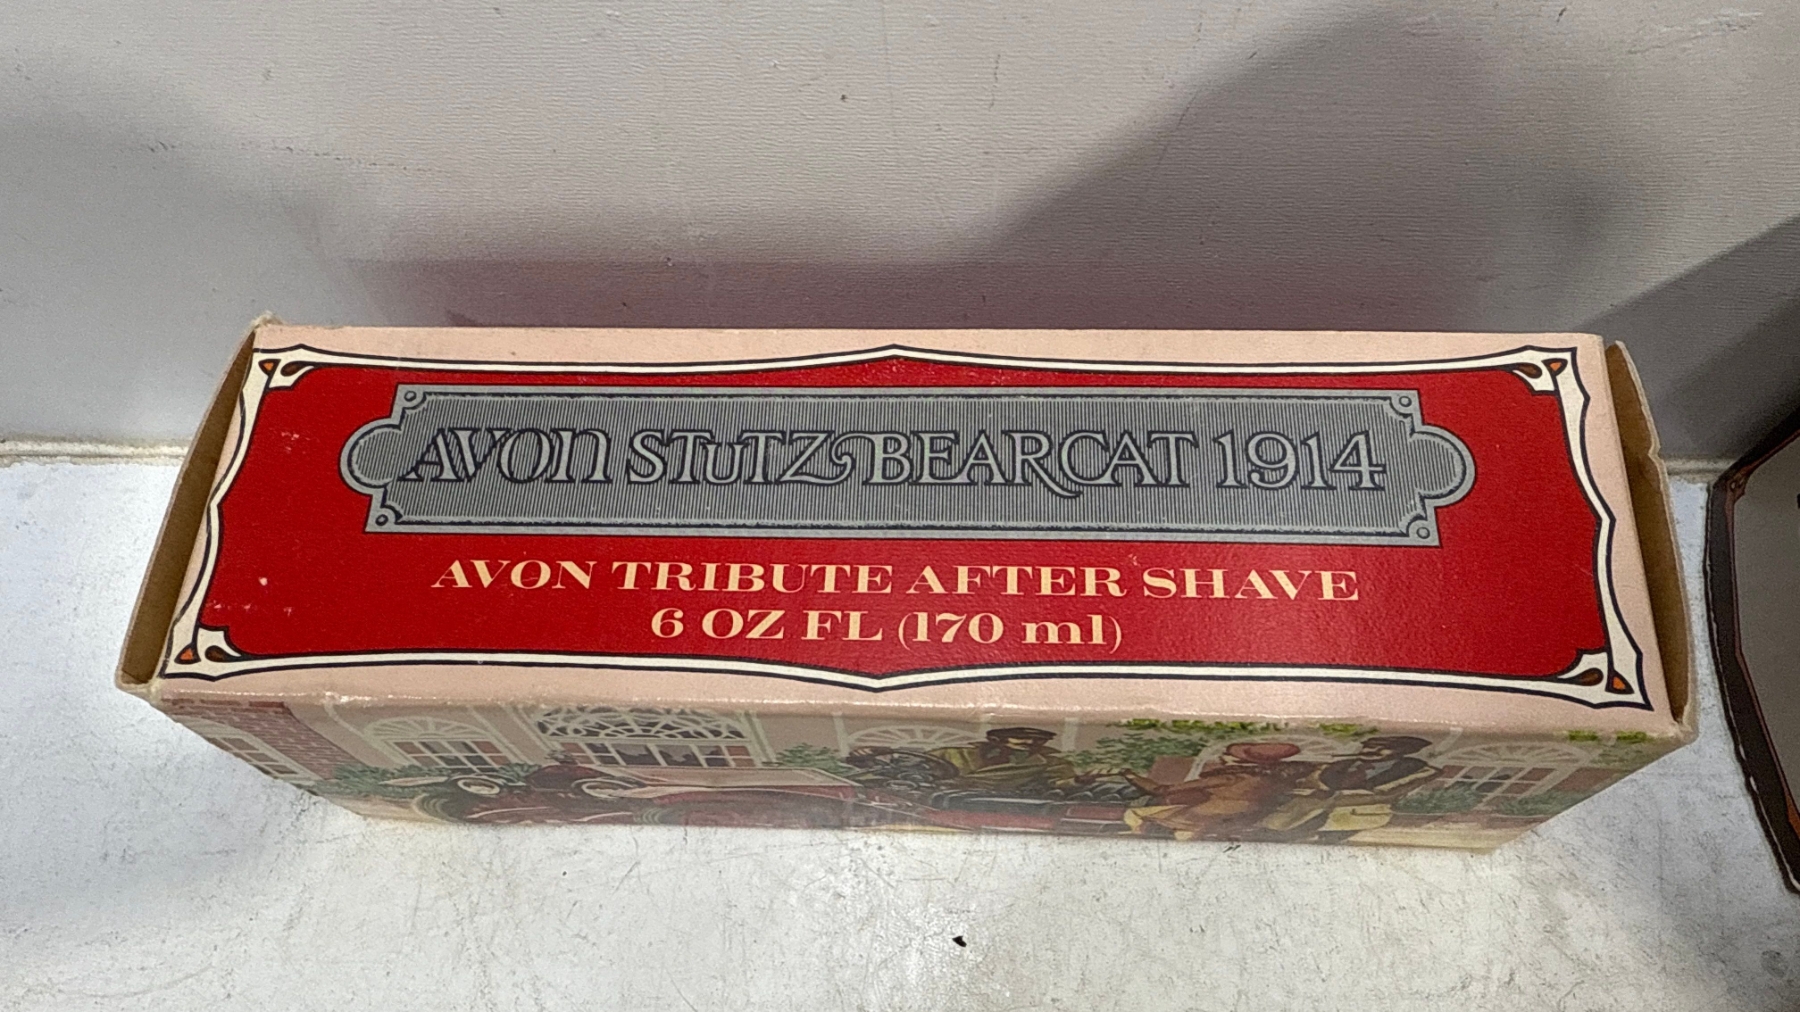 AVON STUTZ BEARCAT 1914
AVON TRIBUTE AFTER SHAVE
6 OZ FL (170 ml)